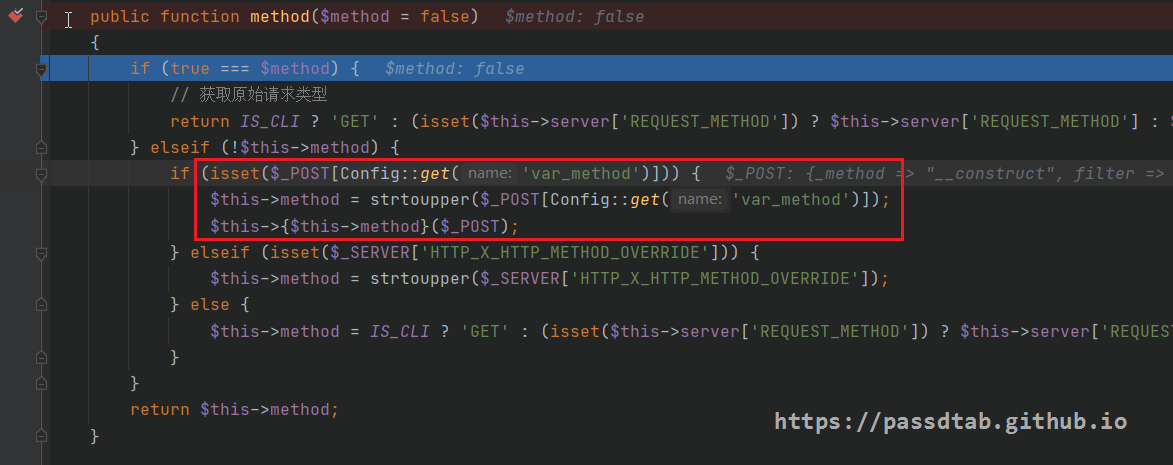 public function method($method = false)   $method: false
{
if (true === $method) {   $method: false
// 获取原始请求类型
return IS_CLI ? 'GET' : (isset($this->server['REQUEST_METHOD']) ? $this->server['REQUEST_METHOD'] : $
} elseif (!$this->method) {
if (isset($_POST[Config::get( name: 'var_method')])) {   $_POST: {_method => "__construct", filter =>
$this->method = strtoupper($_POST[Config::get( name: 'var_method')]);
$this->{$this->method}($_POST);
} elseif (isset($_SERVER['HTTP_X_HTTP_METHOD_OVERRIDE'])) {
$this->method = strtoupper($_SERVER['HTTP_X_HTTP_METHOD_OVERRIDE']);
} else {
$this->method = IS_CLI ? 'GET' : (isset($this->server['REQUEST_METHOD']) ? $this->server['REQUEST
}
}
return $this->method;
https://passdtab.github.io
}